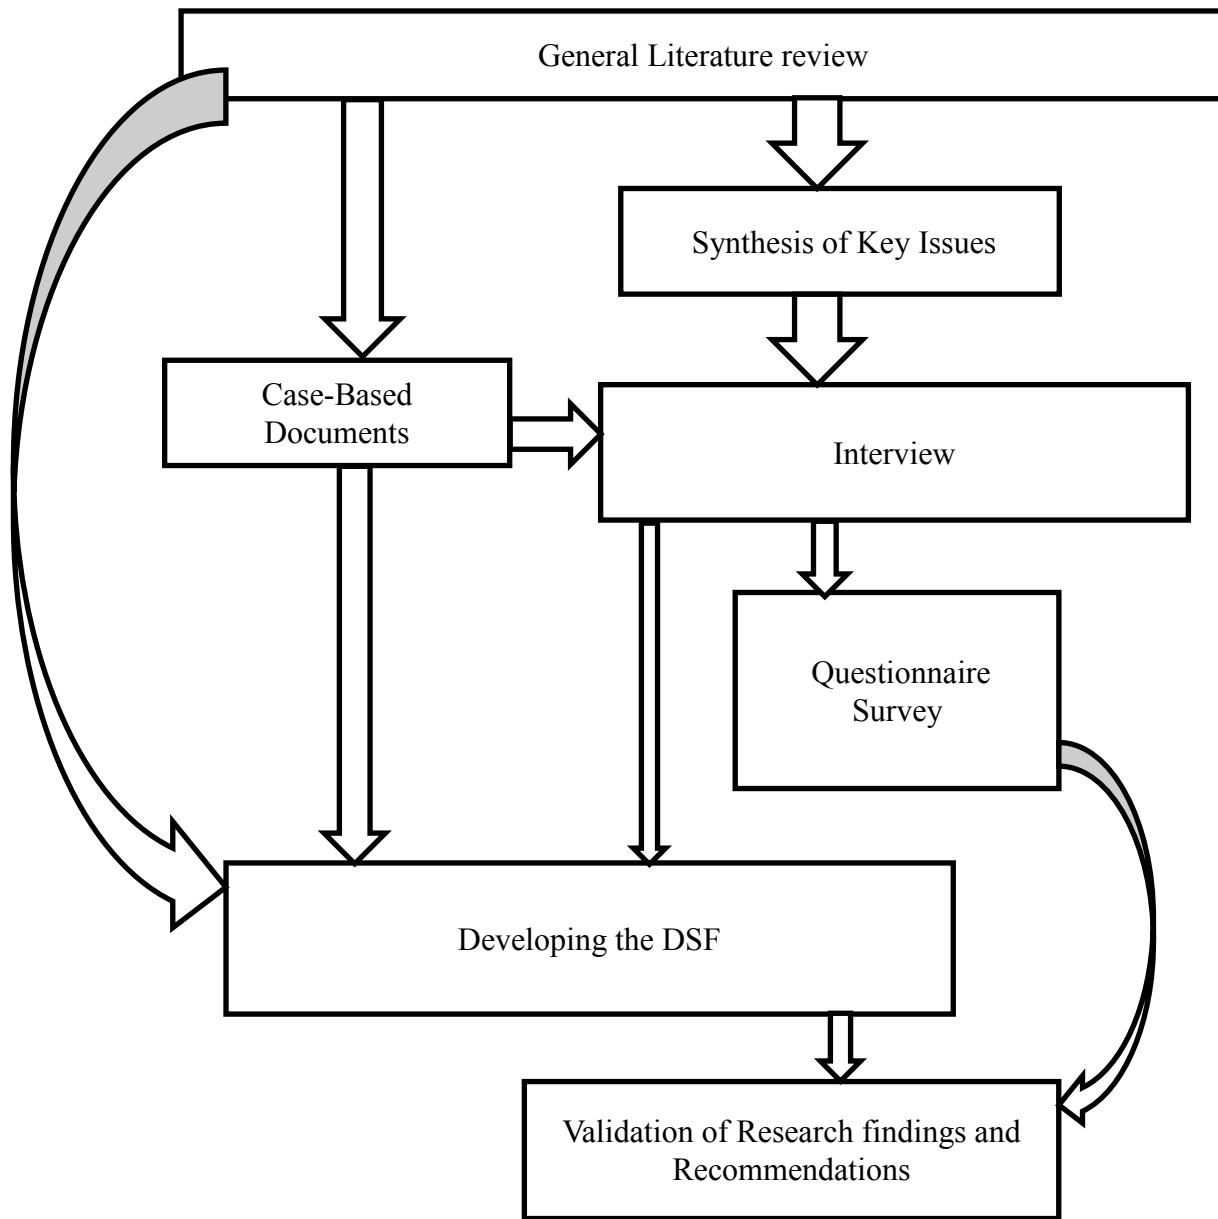 General Literature review
Synthesis of Key Issues
Case-Based
Documents
Interview
Questionnaire
Survey
Developing the DSF
Validation of Research findings and
Recommendations